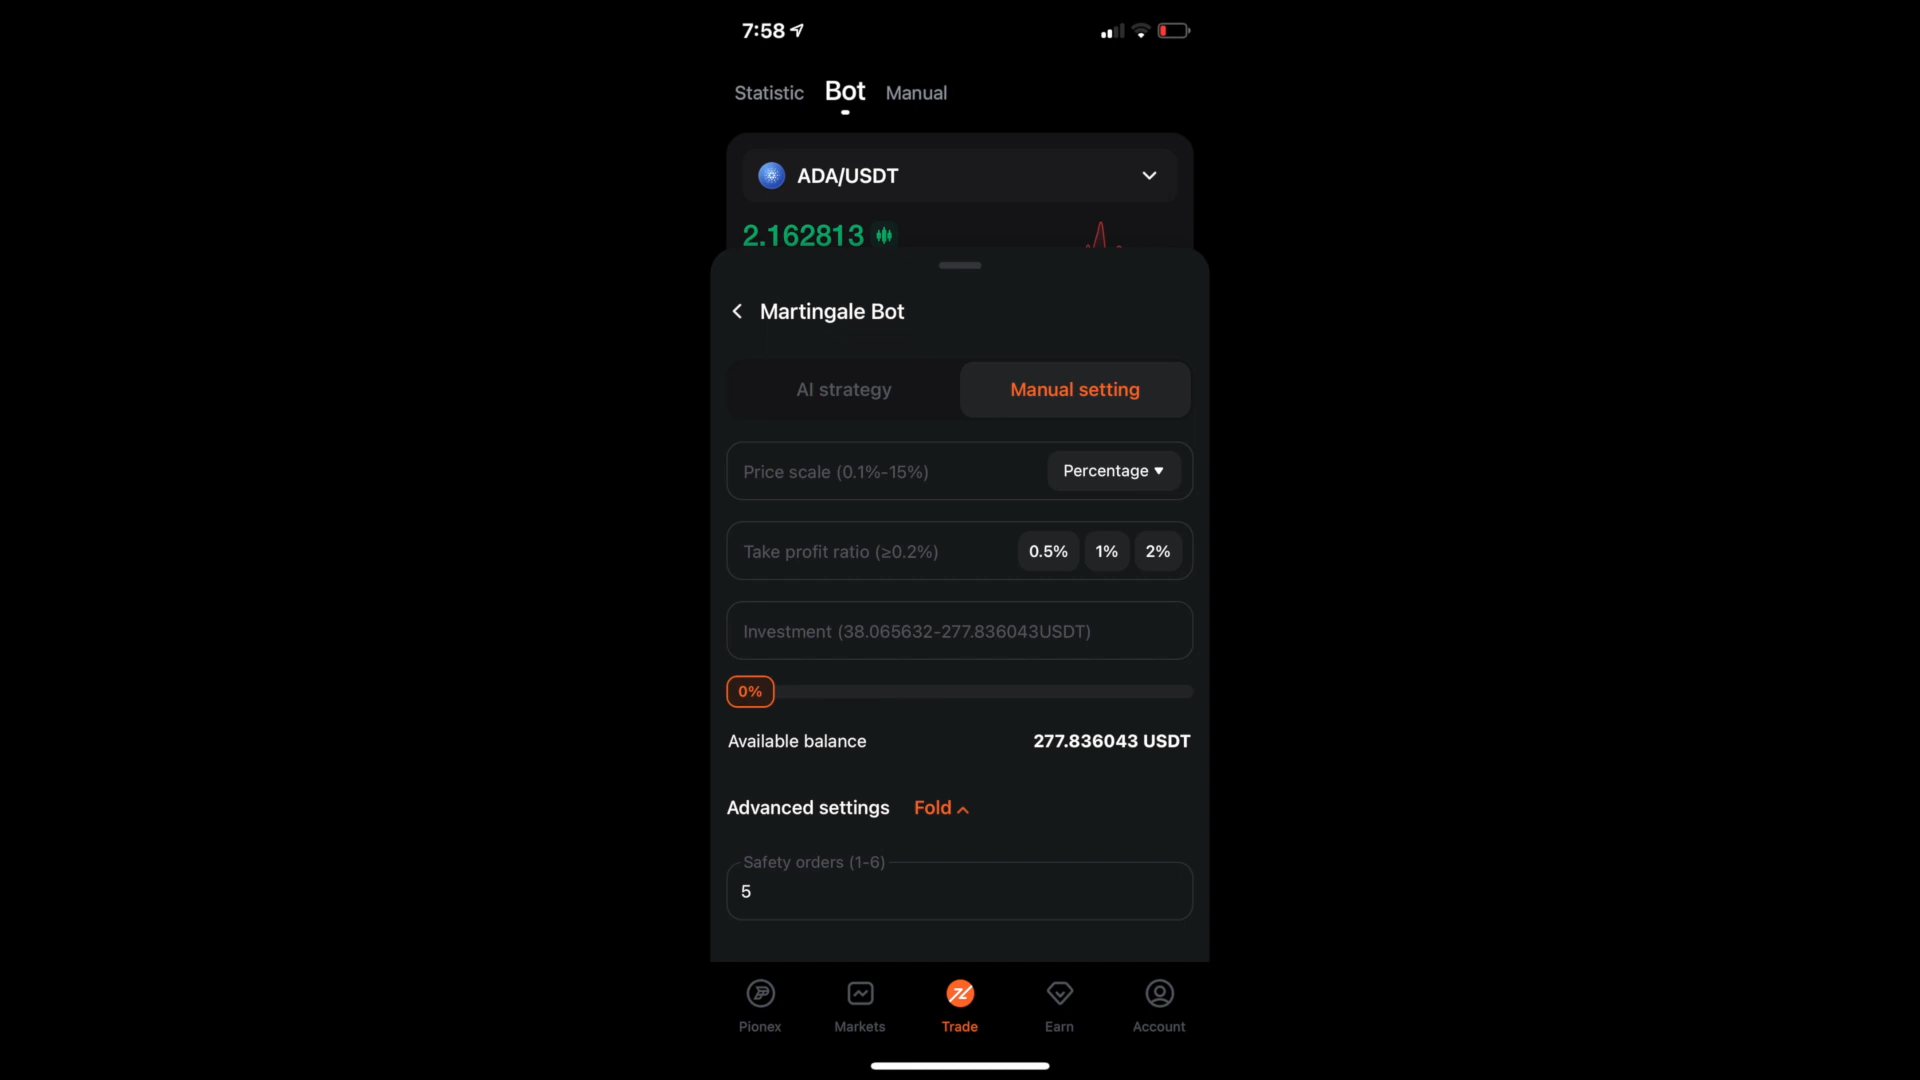 7:58
Statistic Bot Manual
ADA/USDT
2.162813
Martingale Bot
AI strategy Manual setting
Price scale (0.1%-15%) Percentage
Take profit ratio (≥0.2%) 0.5% 1% 2%
Investment (38.065632-277.836043USDT)
0%
Available balance 277.836043 USDT
Advanced settings Fold
Safety orders (1-6)
5
Pionex Markets Trade Earn Account